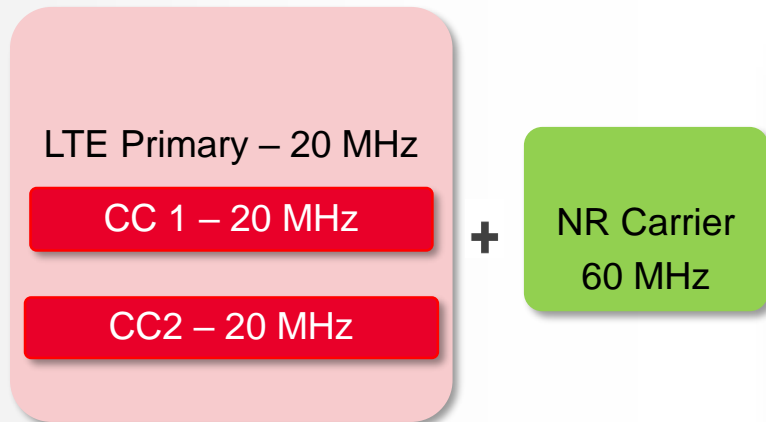 LTE Primary – 20 MHz
CC 1 – 20 MHz
CC2 – 20 MHz
+
NR Carrier
60 MHz